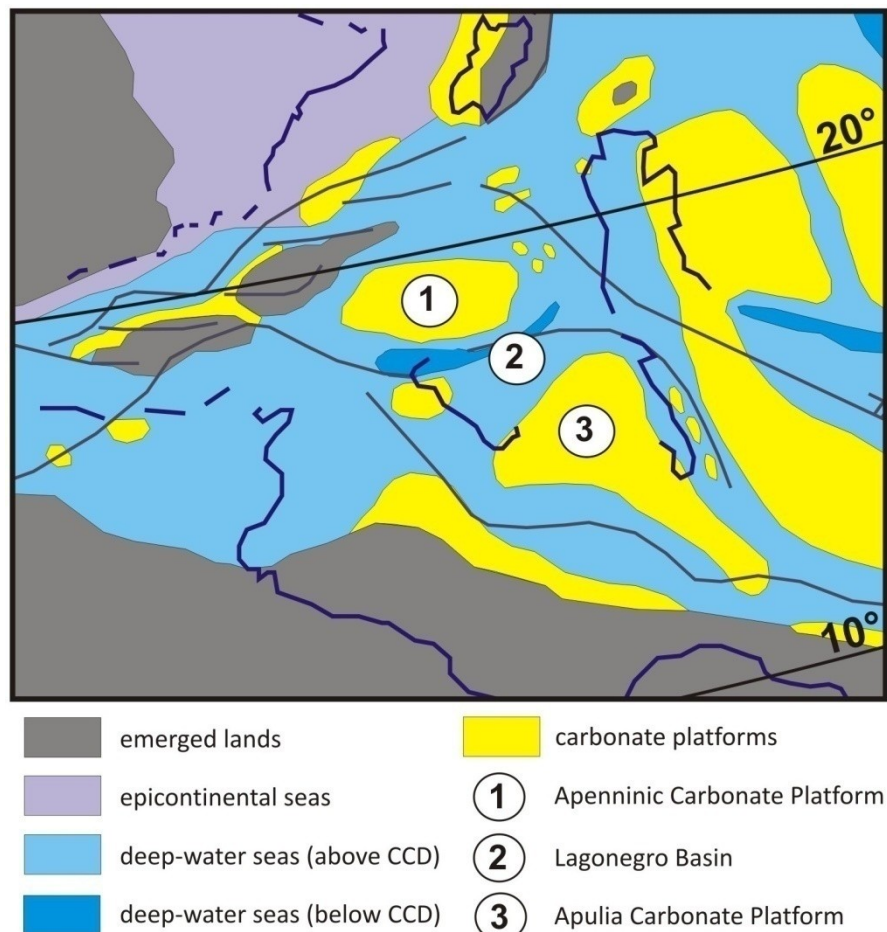 20°
1
2
3
10°
emerged lands
carbonate platforms
epicontinental seas
1 Apenninic Carbonate Platform
deep-water seas (above CCD)
2 Lagonegro Basin
deep-water seas (below CCD)
3 Apulia Carbonate Platform